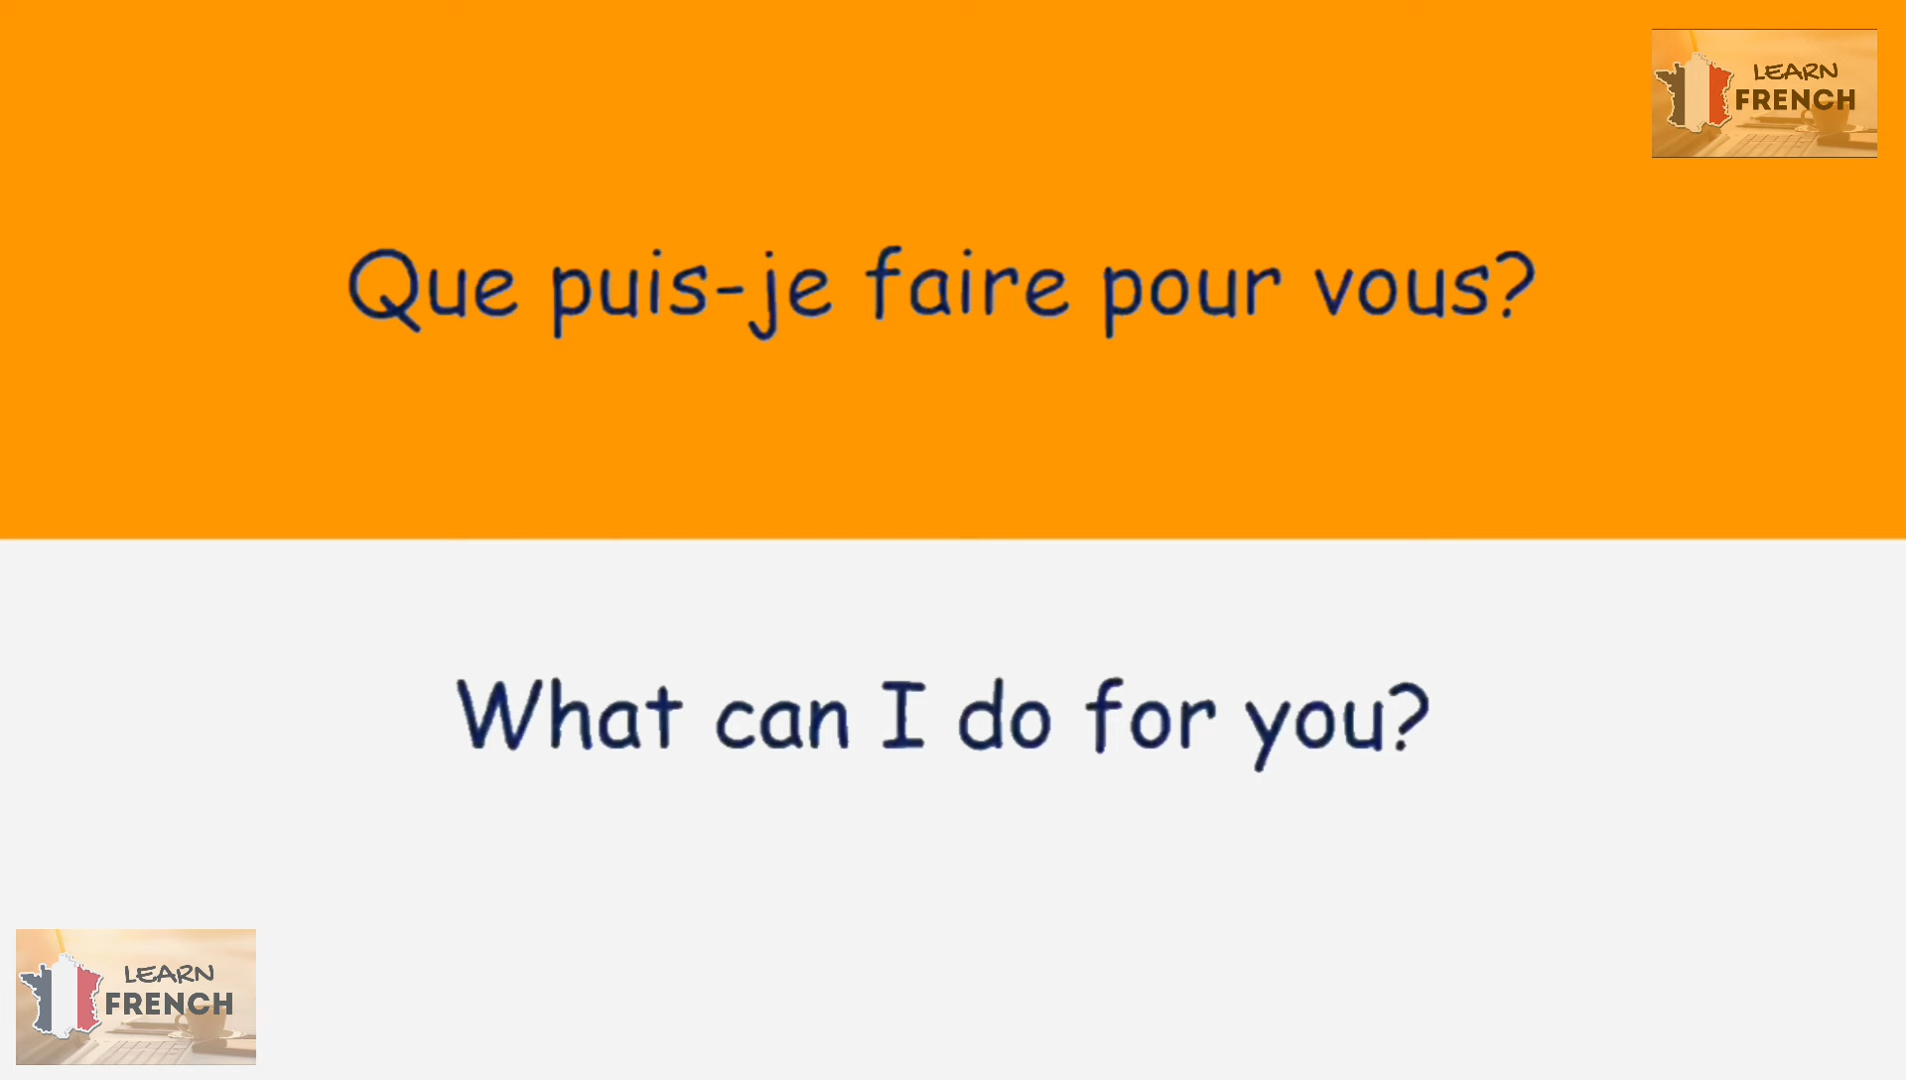 LEARN
FRENCH
Que puis-je faire pour vous?
What can I do for you?
LEARN
FRENCH